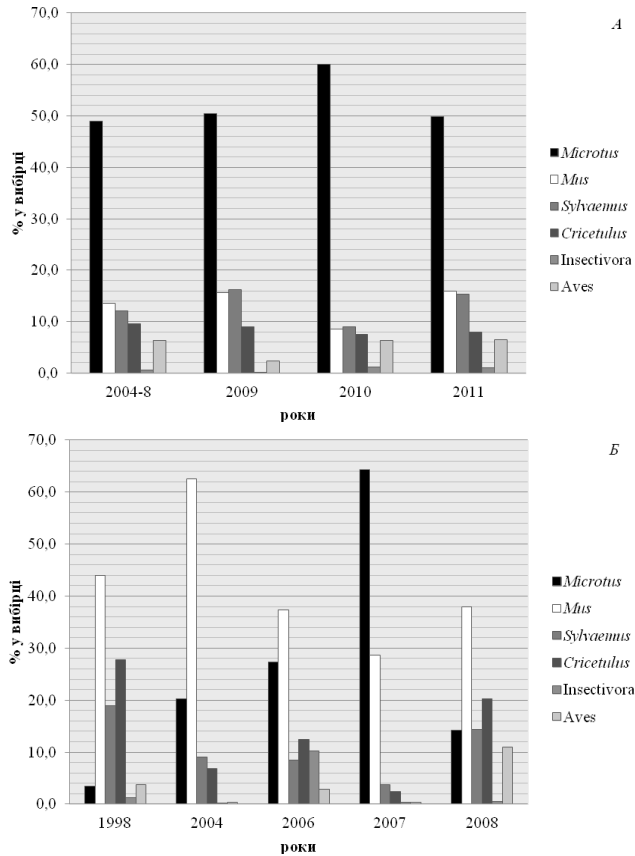 А
70,0
60,0
50,0
40,0
30,0
20,0
10,0
0,0
% у вибірці
2004-8 2009 2010 2011
роки
Microtus
Mus
Sylvaemus
Cricetulus
Insectivora
Aves
Б
70,0
60,0
50,0
40,0
30,0
20,0
10,0
0,0
% у вибірці
1998 2004 2006 2007 2008
роки
Microtus
Mus
Sylvaemus
Cricetulus
Insectivora
Aves